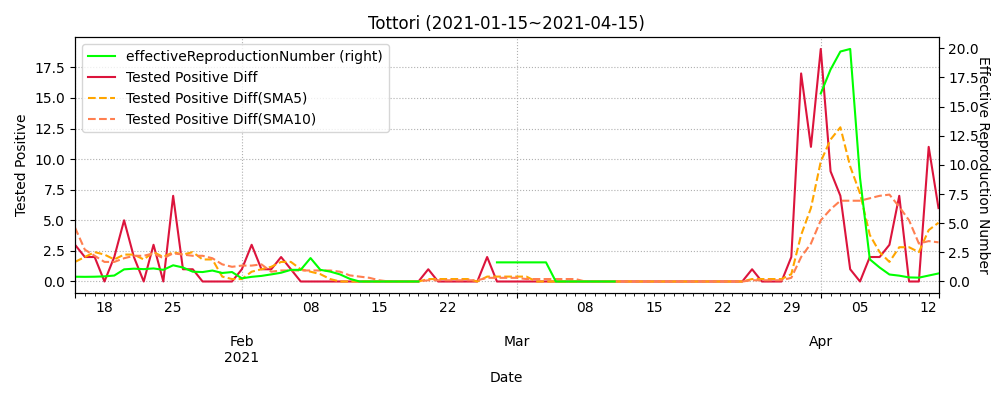 Tottori (2021-01-15~2021-04-15)
effectiveReproductionNumber (right)
Tested Positive Diff
Tested Positive Diff(SMA5)
Tested Positive Diff(SMA10)
Tested Positive
17.5
15.0
12.5
10.0
7.5
5.0
2.5
0.0
20.0
17.5
15.0
12.5
10.0
7.5
5.0
2.5
0.0
Effective Reproduction Number
18 25 08 15 22 08 15 22 29 05 12
Feb Mar Apr
2021
Date